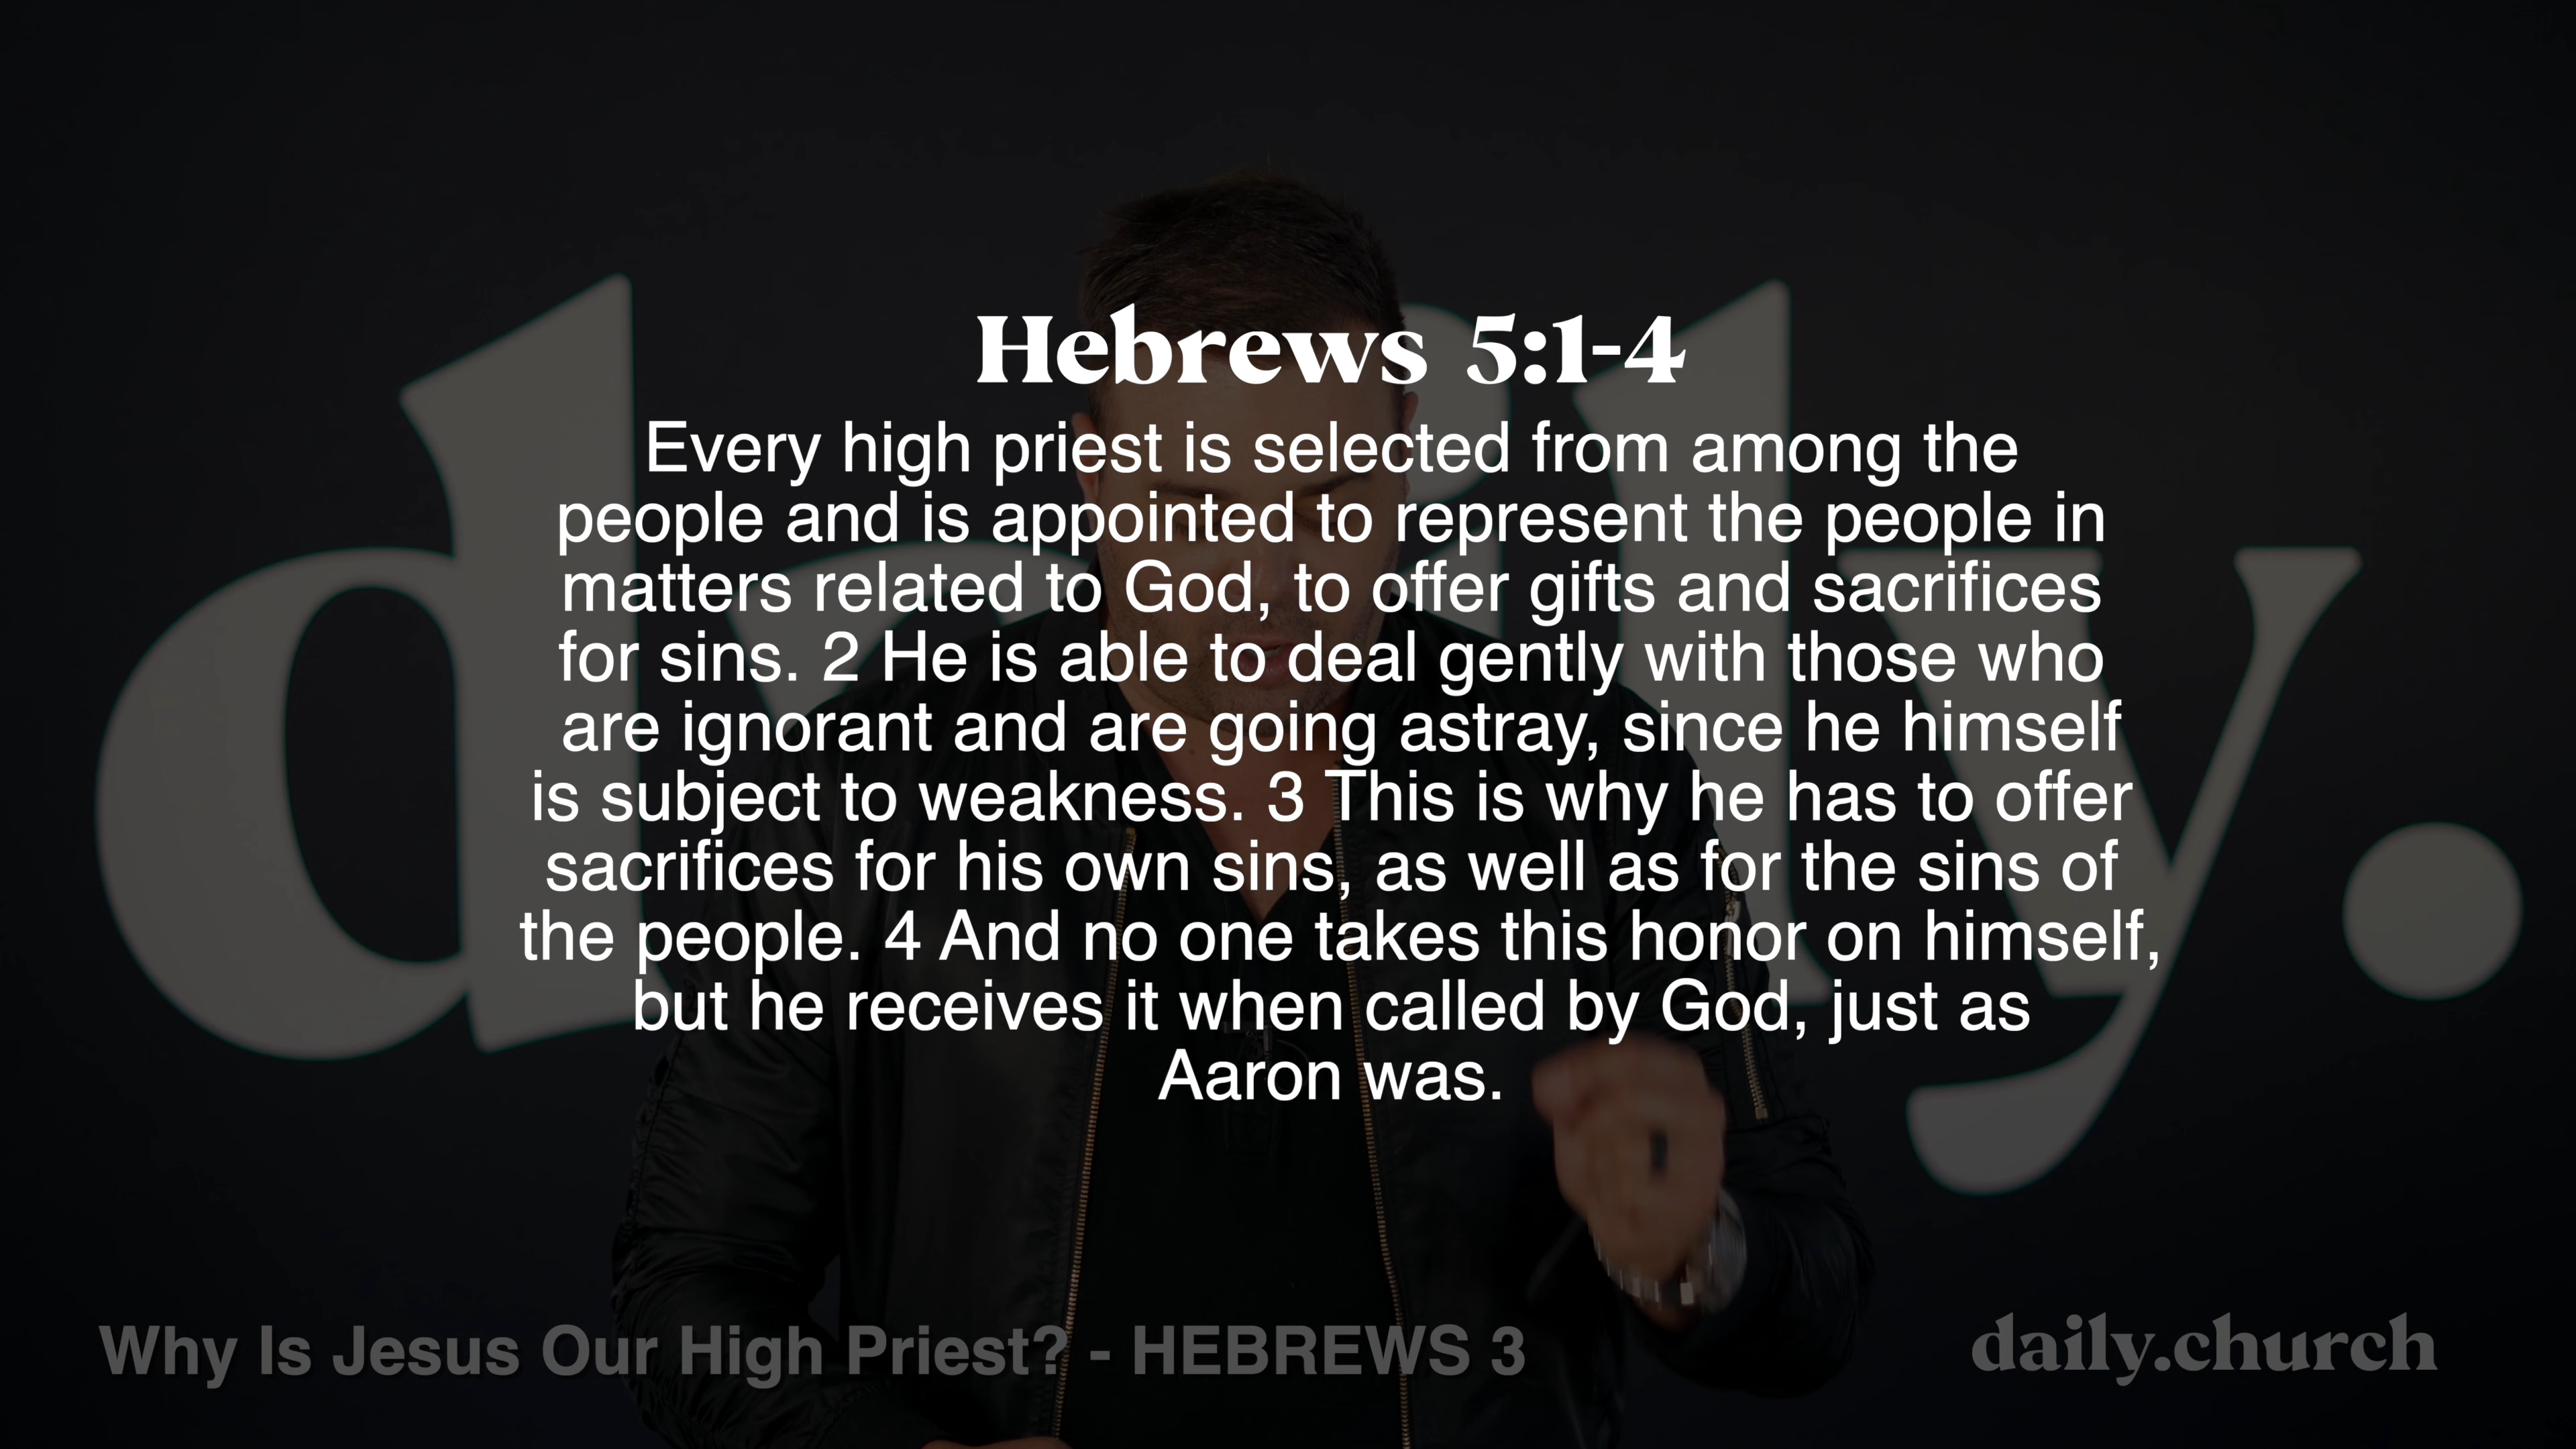 Hebrews 5:1-4
Every high priest is selected from among the
people and is appointed to represent the people in
matters related to God, to offer gifts and sacrifices
for sins. 2 He is able to deal gently with those who
are ignorant and are going astray, since he himself
is subject to weakness. 3 This is why he has to offer
sacrifices for his own sins, as well as for the sins of
the people. 4 And no one takes this honor on himself,
but he receives it when called by God, just as
Aaron was.
daily.
Why Is Jesus Our High Priest? - HEBREWS 3
daily.church